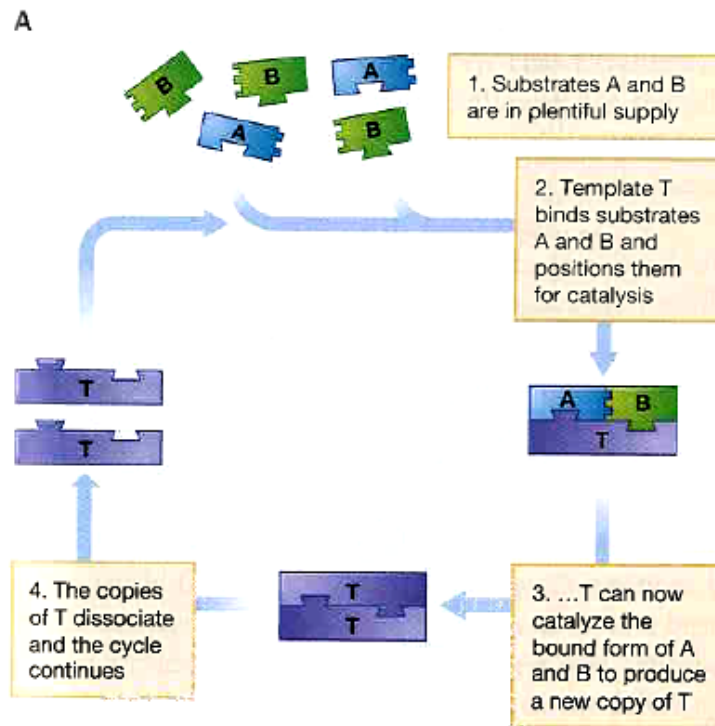 A
B
B
A
A
B
1. Substrates A and B
are in plentiful supply
2. Template T
binds substrates
A and B and
positions them
for catalysis
A B
T
T
T
T
T
3. ...T can now
catalyze the
bound form of A
and B to produce
a new copy of T
4. The copies
of T dissociate
and the cycle
continues